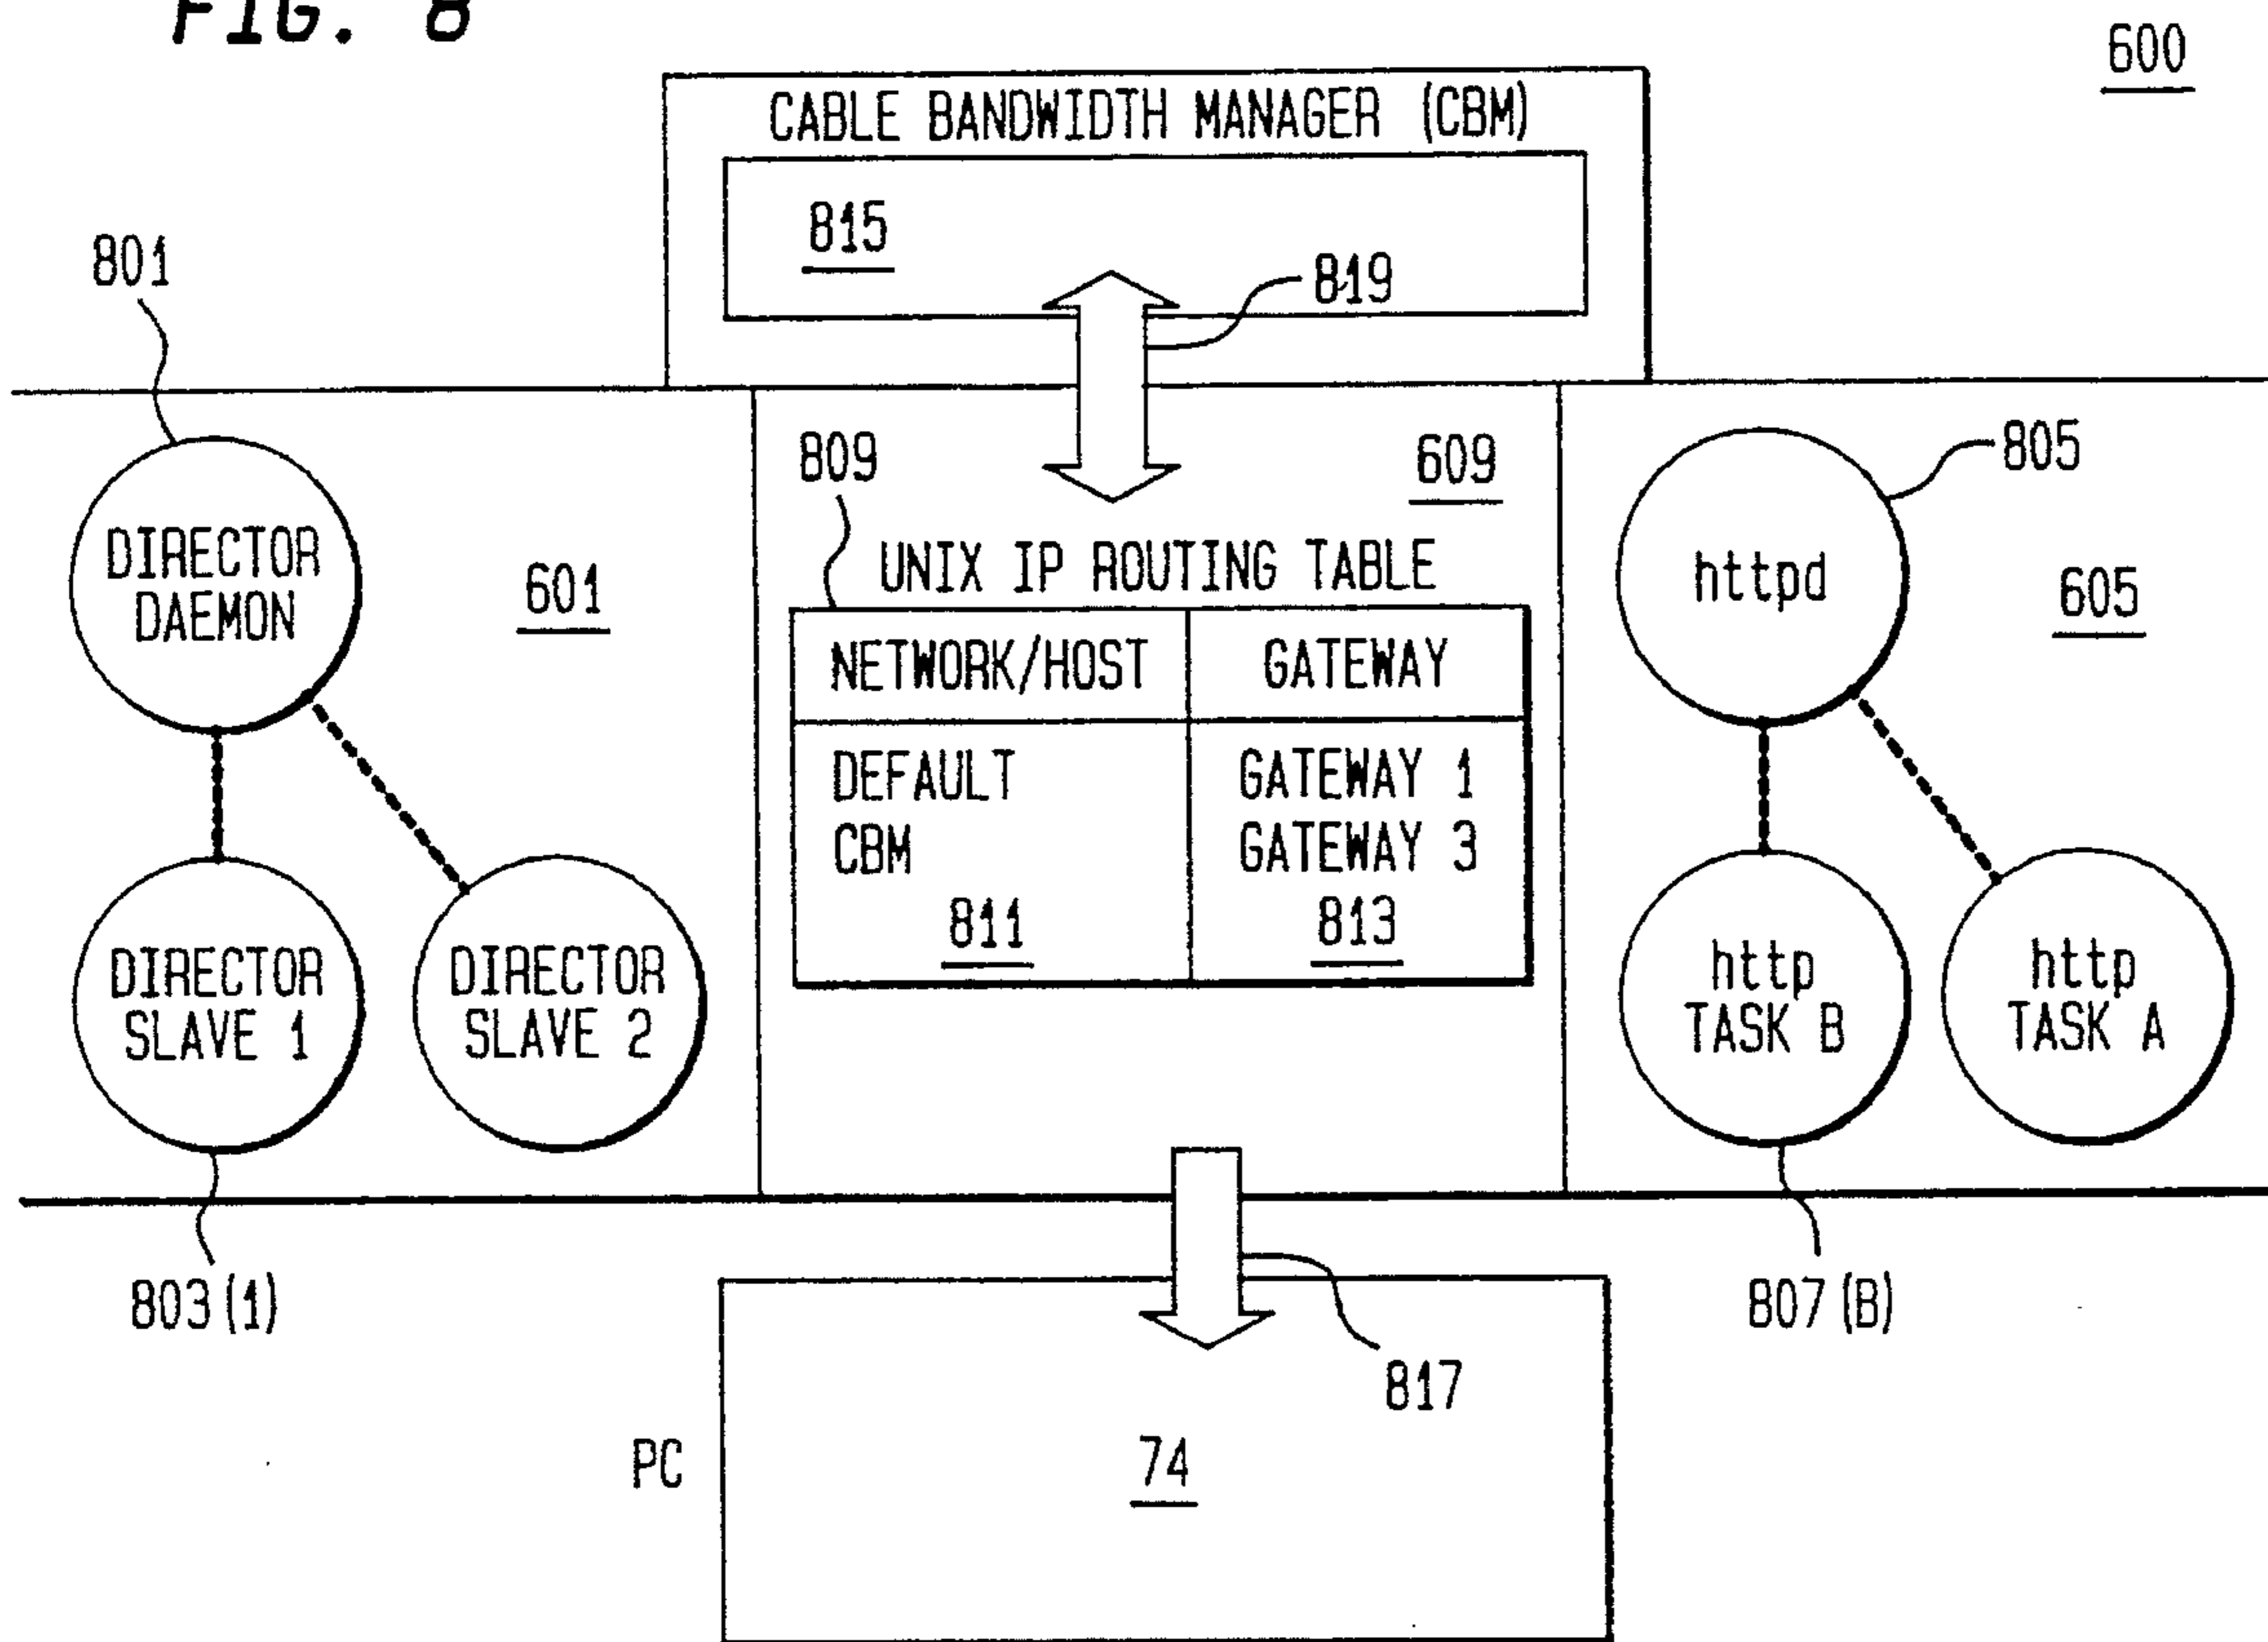 FIG. 8
600
CABLE BANDWIDTH MANAGER (CBM)
815
819
801
809
609
805
DIRECTOR
DAEMON
601
UNIX IP ROUTING TABLE
httpd
605
NETWORK/HOST GATEWAY
DEFAULT GATEWAY 1
CBM GATEWAY 3
811 813
DIRECTOR
SLAVE 1
DIRECTOR
SLAVE 2
http
TASK B
http
TASK A
803 (1)
807 (B)
817
PC
74